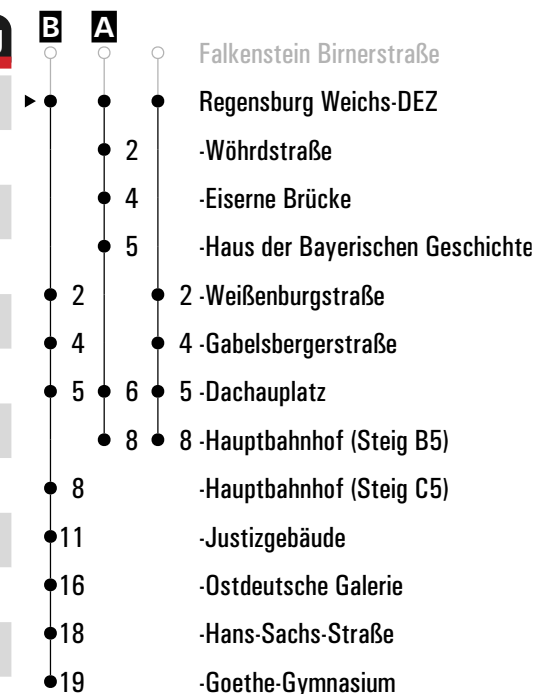 B A
Falkenstein Birnerstraße
Regensburg Weichs-DEZ
2 -Wöhrdstraße
4 -Eiserne Brücke
5 -Haus der Bayerischen Geschichte
2 2 -Weißenburgstraße
4 4 -Gabelsbergerstraße
5 6 5 -Dachauplatz
8 8 -Hauptbahnhof (Steig B5)
8 -Hauptbahnhof (Steig C5)
11 -Justizgebäude
16 -Ostdeutsche Galerie
18 -Hans-Sachs-Straße
19 -Goethe-Gymnasium